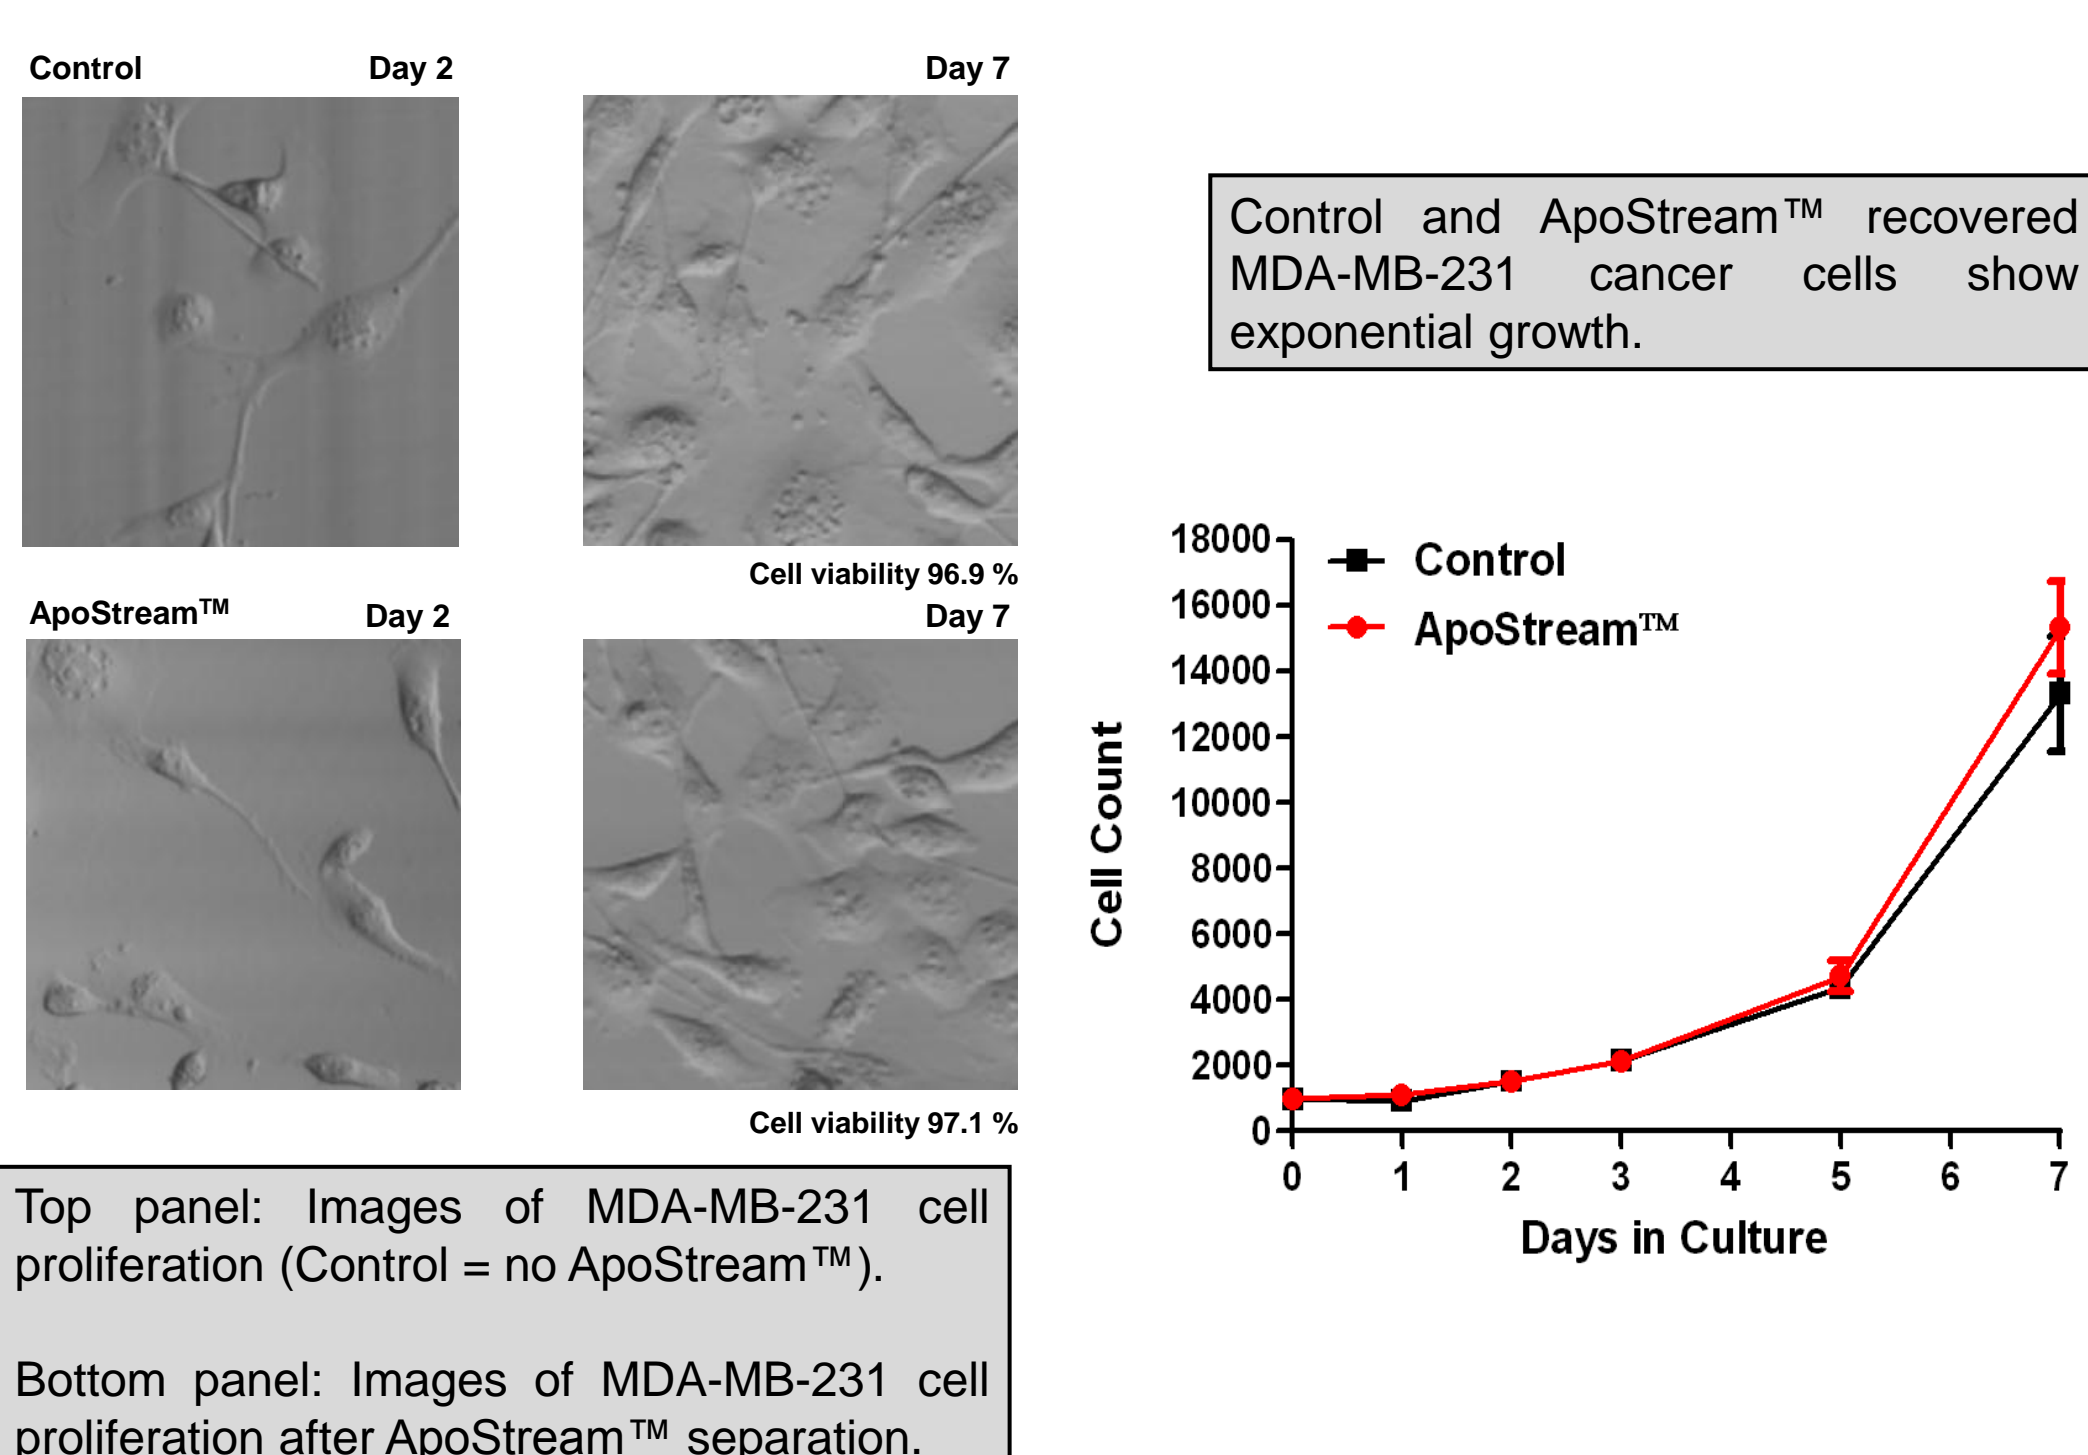 Control Day 2 Day 7
Cell viability 96.9 %
ApoStream™ Day 2 Day 7
Cell viability 97.1 %
Top panel: Images of MDA-MB-231 cell
proliferation (Control = no ApoStream™).
Bottom panel: Images of MDA-MB-231 cell
proliferation after ApoStream™ separation.
Control and ApoStream™ recovered
MDA-MB-231 cancer cells show
exponential growth.
Control
ApoStream™
Cell Count
18000
16000
14000
12000
10000
8000
6000
4000
2000
0
0 1 2 3 4 5 6 7
Days in Culture